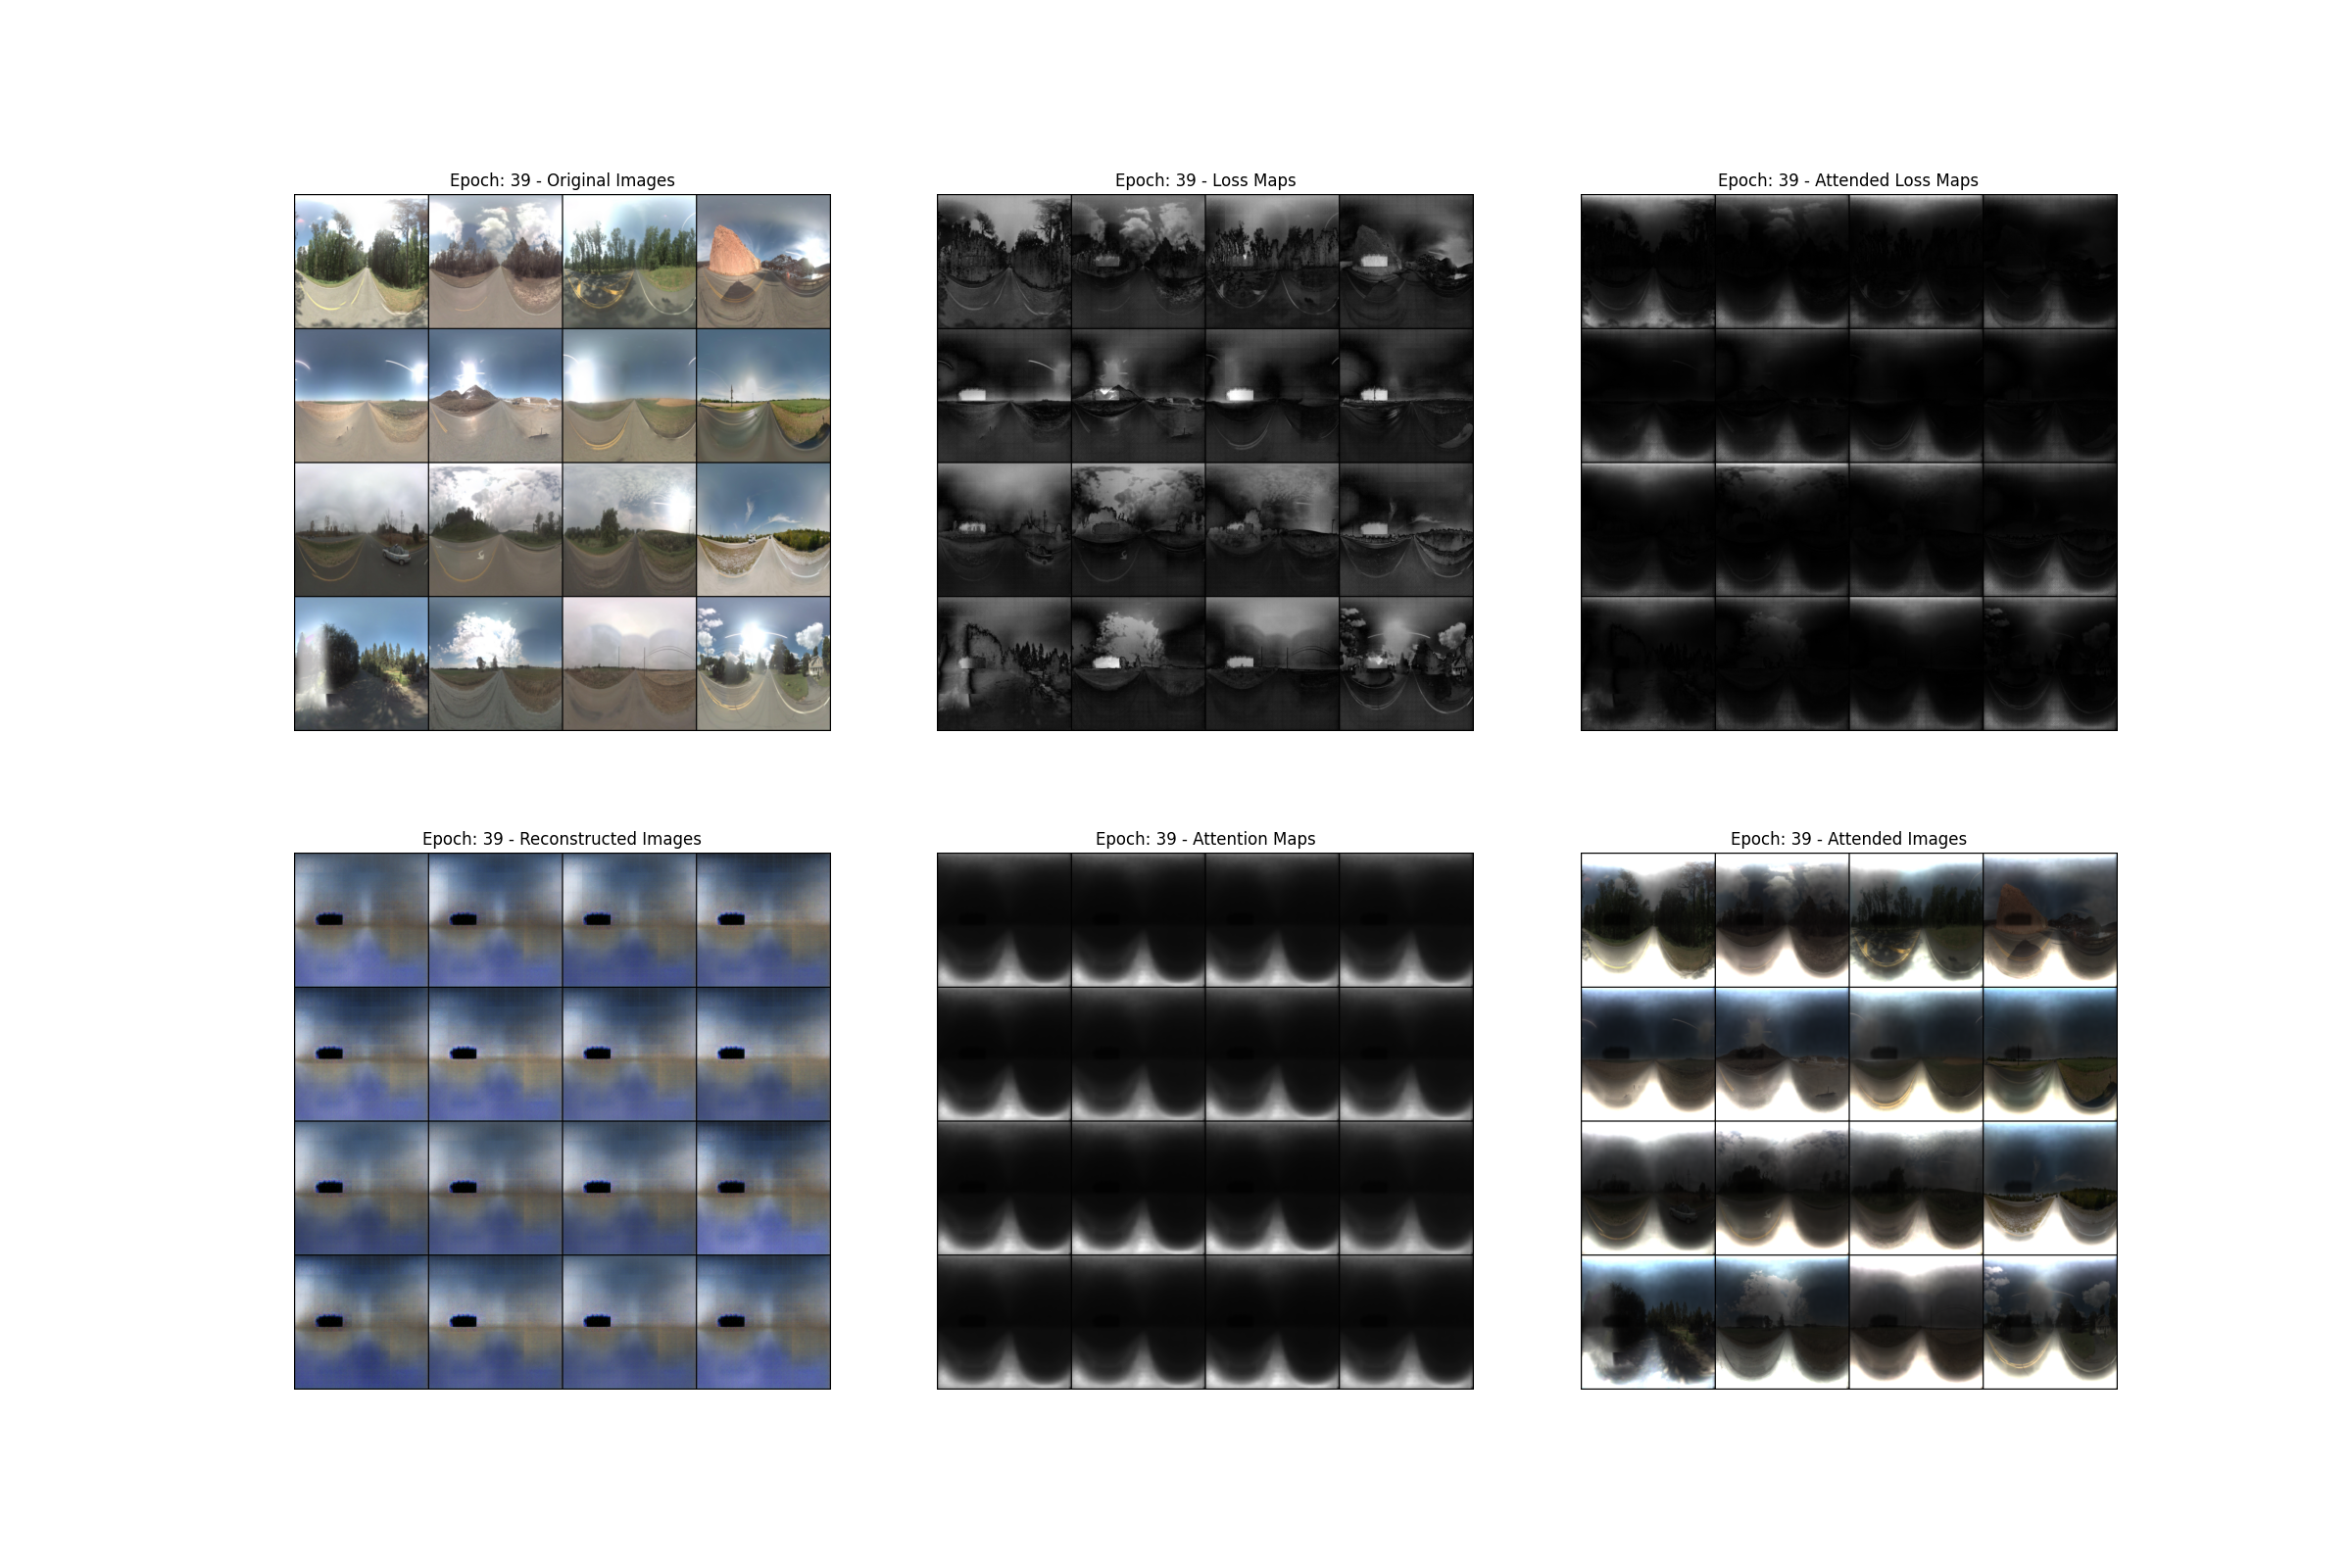 Epoch: 39 - Original Images
Epoch: 39 - Loss Maps
Epoch: 39 - Attended Loss Maps
Epoch: 39 - Reconstructed Images
Epoch: 39 - Attention Maps
Epoch: 39 - Attended Images